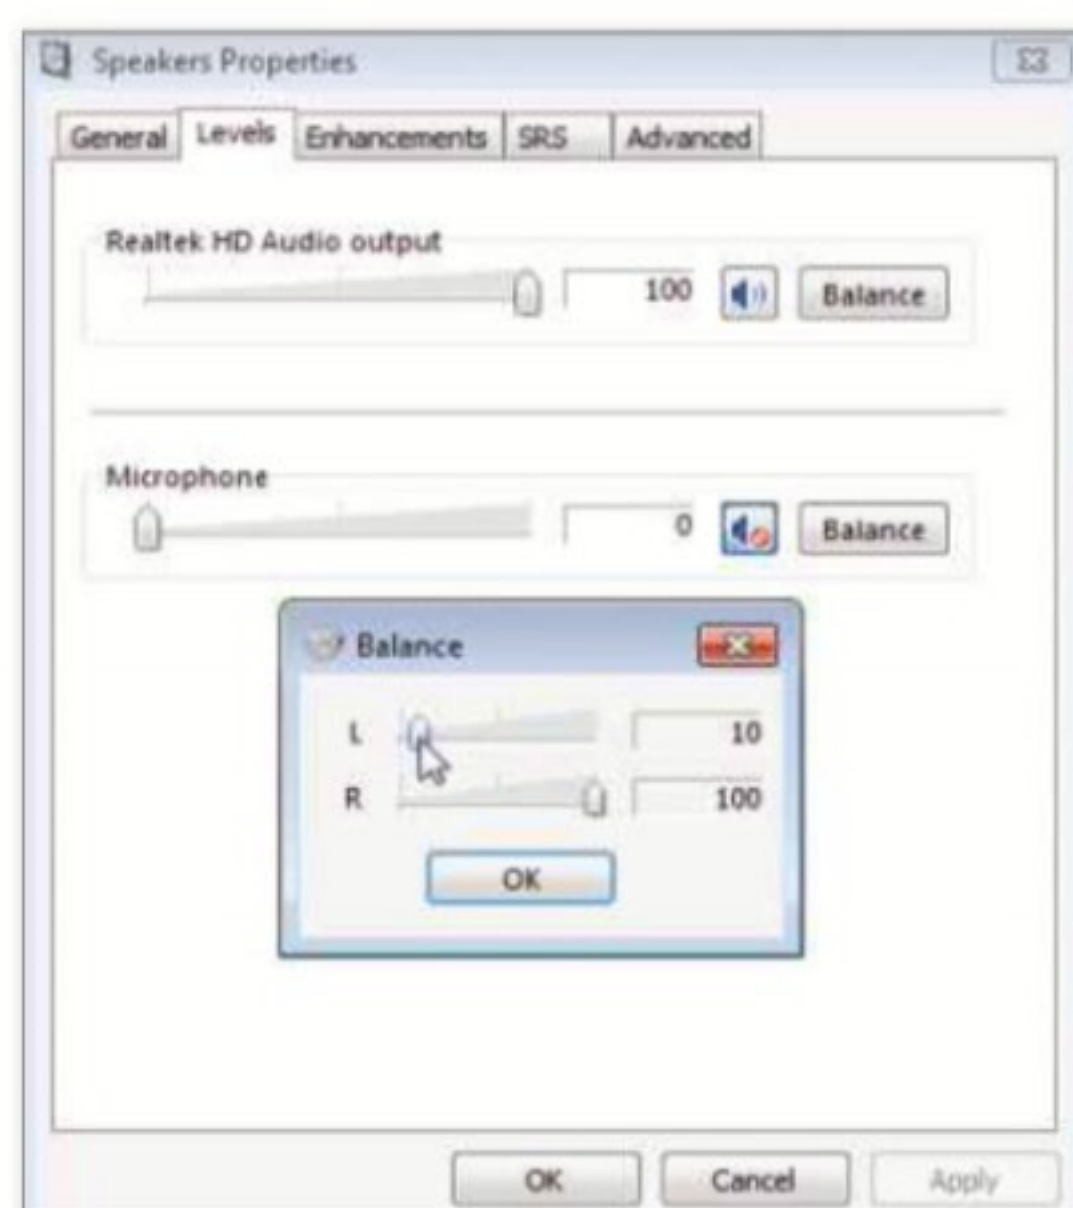 Speakers Properties
General Levels Enhancements SRS Advanced
Realtek HD Audio output
100 Balance
Microphone
0 Balance
Balance
L 10
R 100
OK
OK Cancel Apply